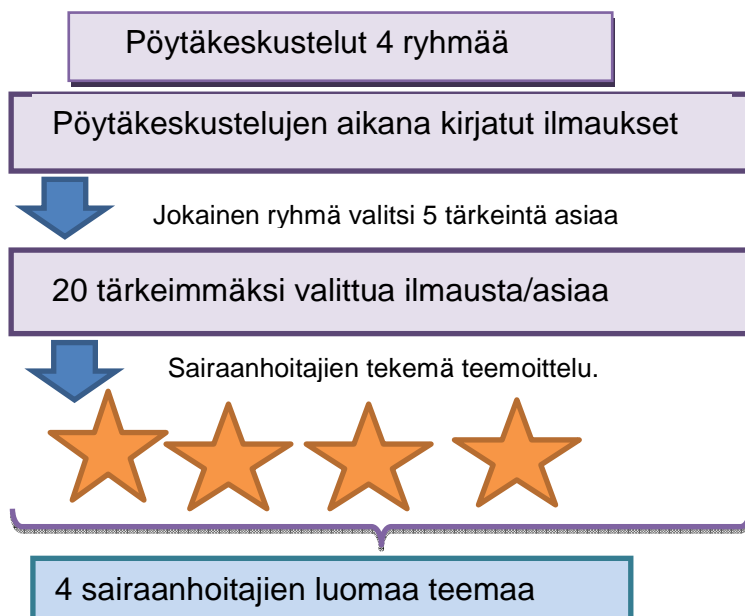 Pöytäkeskustelut 4 ryhmää
Pöytäkeskustelujen aikana kirjatut ilmaukset
Jokainen ryhmä valitsi 5 tärkeintä asiaa
20 tärkeimmäksi valittua ilmausta/asiaa
Sairaanhoitajien tekemä teemoittelu.
4 sairaanhoitajien luomaa teemaa